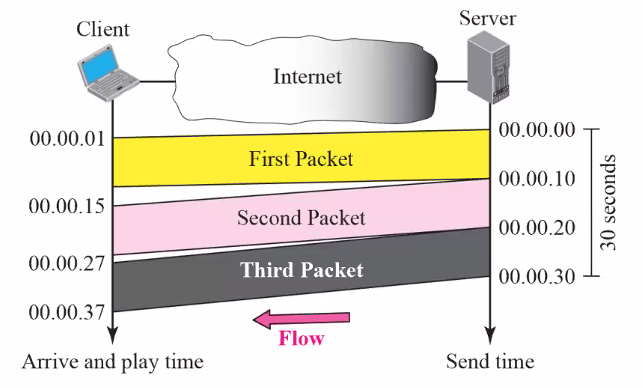 Client
Server
Internet
00.00.01
00.00.00
First Packet
00.00.10
00.00.15
Second Packet
00.00.20
30 seconds
00.00.27
Third Packet
00.00.30
00.00.37
Flow
Arrive and play time
Send time